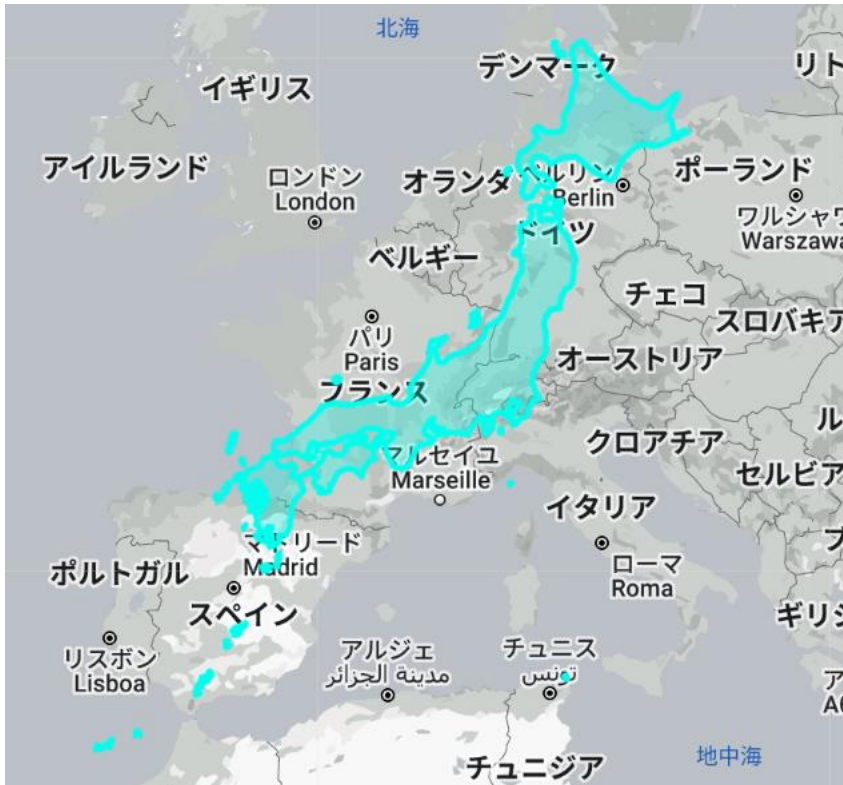 北海
デンマーク
リト
イギリス
アイルランド
ロンドン
London
オランダ
ベルリン
Berlin
ポーランド
ワルシャワ
Warszawa
ドイツ
ベルギー
チェコ
スロバキア
パリ
Paris
オーストリア
フランス
ル
クロアチア
マルセイユ
Marseille
セルビア
イタリア
マドリード
Madrid
ローマ
Roma
ポルトガル
スペイン
ギリシ
リスボン
Lisboa
アルジェ
مدينة الجزائر
チュニス
تونس
ア
地中海
チュニジア